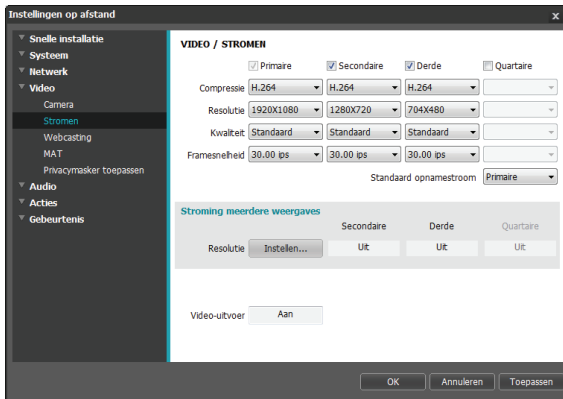 Instellingen op afstand x
Snelle installatie
Systeem
Netwerk
Video
Camera
Stromen
Webcasting
MAT
Privacymasker toepassen
Audio
Acties
Gebeurtenis
VIDEO / STROMEN
Primaire Secondaire Derde Quartaire
Compressie H.264 H.264 H.264
Resolutie 1920X1080 1280X720 704X480
Kwaliteit Standaard Standaard Standaard
Framesnelheid 30.00 ips 30.00 ips 30.00 ips
Standaard opnamestroom Primaire
Stroming meerdere weergaves
Secondaire Derde Quartaire
Resolutie Instellen... Uit Uit Uit
Video-uitvoer Aan
OK Annuleren Toepassen